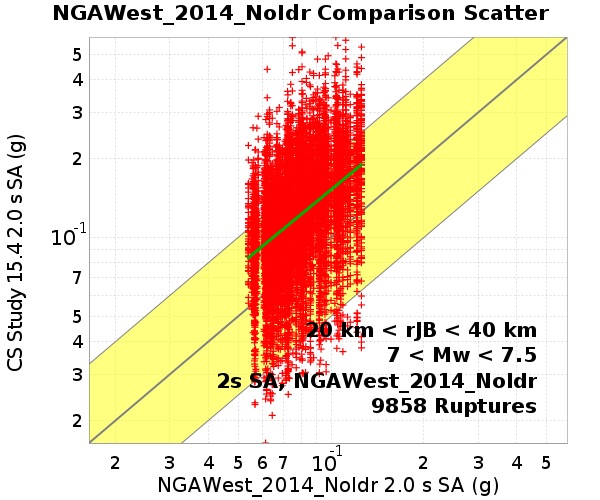 NGAWest_2014_NoIdr Comparison Scatter
CS Study 15.4 2.0 s SA (g)
5
4
3
2
10^-1
7
5
4
3
2
20 km < rJB < 40 km
7 < Mw < 7.5
2s SA, NGAWest_2014_NoIdr
9858 Ruptures
2 3 4 5 6 7 10^-1 2 3 4 5
NGAWest_2014_NoIdr 2.0 s SA (g)